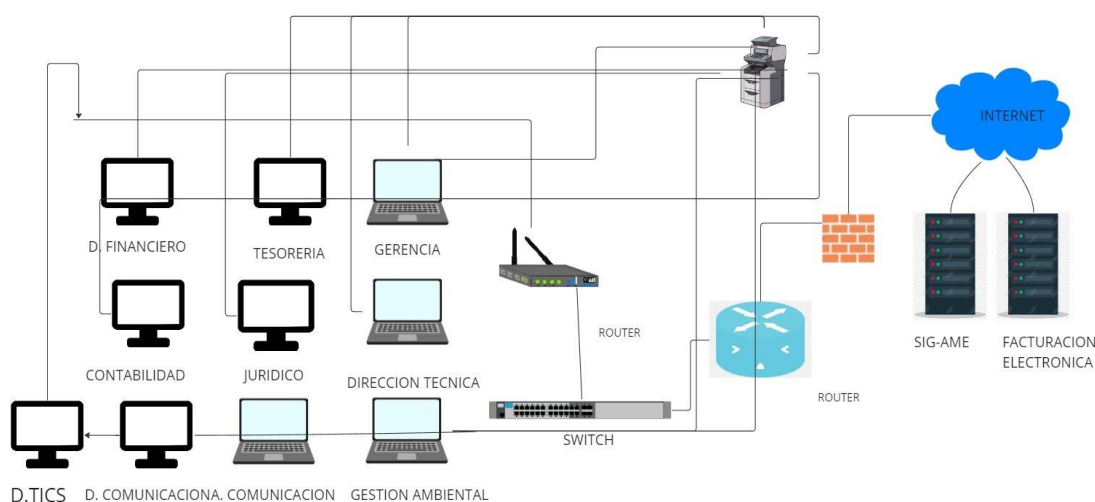 INTERNET
D. FINANCIERO
TESORERIA
GERENCIA
ROUTER
SIG-AME
FACTURACION
ELECTRONICA
CONTABILIDAD
JURIDICO
DIRECCION TECNICA
ROUTER
SWITCH
D.TICS
D. COMUNICACIONA. COMUNICACION
GESTION AMBIENTAL